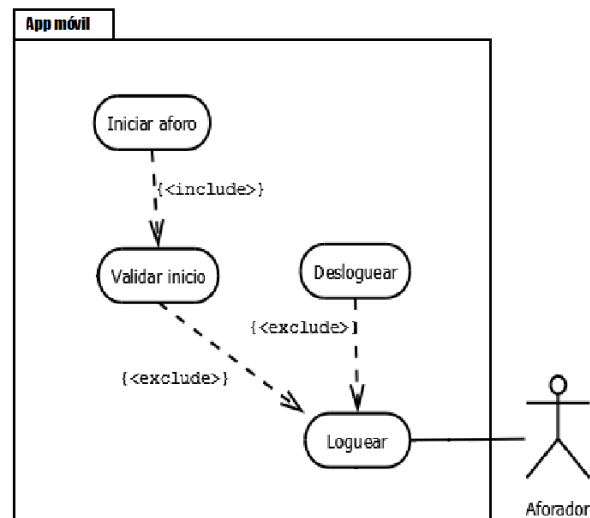 App móvil
Iniciar aforo
{<include>}
Validar inicio
Desloguear
{<exclude>}
{<exclude>}
Loguear
Aforador